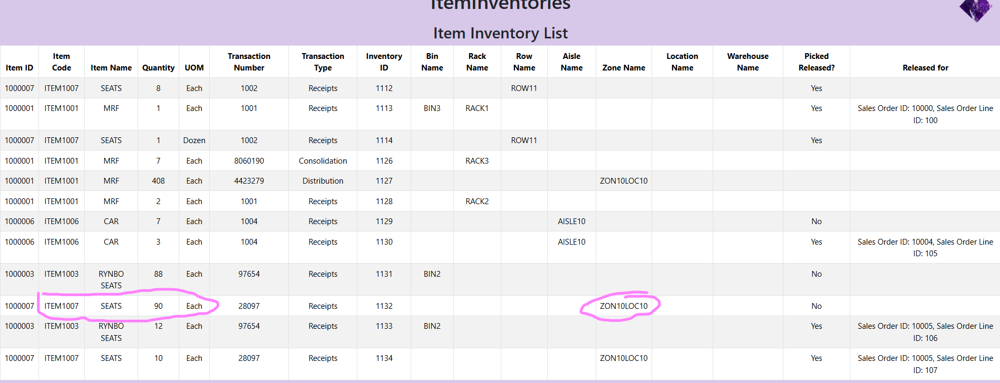 ItemInventories
Item Inventory List
Item ID Item Code Item Name Quantity UOM Transaction Number Transaction Type Inventory ID Bin Name Rack Name Row Name Aisle Name Zone Name Location Name Warehouse Name Picked Released? Released for
1000007 ITEM1007 SEATS 8 Each 1002 Receipts 1112 ROW11 Yes
1000001 ITEM1001 MRF 1 Each 1001 Receipts 1113 BIN3 RACK1 Yes Sales Order ID: 10000, Sales Order Line
ID: 100
1000007 ITEM1007 SEATS 1 Dozen 1002 Receipts 1114 ROW11 Yes
1000001 ITEM1001 MRF 7 Each 8060190 Consolidation 1126 RACK3
1000001 ITEM1001 MRF 408 Each 4423279 Distribution 1127 ZON10LOC10
1000001 ITEM1001 MRF 2 Each 1001 Receipts 1128 RACK2
1000006 ITEM1006 CAR 7 Each 1004 Receipts 1129 AISLE10 No
1000006 ITEM1006 CAR 3 Each 1004 Receipts 1130 AISLE10 Yes Sales Order ID: 10004, Sales Order Line
ID: 105
1000003 ITEM1003 RYNBO SEATS 88 Each 97654 Receipts 1131 BIN2 No
1000007 ITEM1007 SEATS 90 Each 28097 Receipts 1132 ZON10LOC10 No
1000003 ITEM1003 RYNBO SEATS 12 Each 97654 Receipts 1133 BIN2 Yes Sales Order ID: 10005, Sales Order Line
ID: 106
1000007 ITEM1007 SEATS 10 Each 28097 Receipts 1134 ZON10LOC10 Yes Sales Order ID: 10005, Sales Order Line
ID: 107